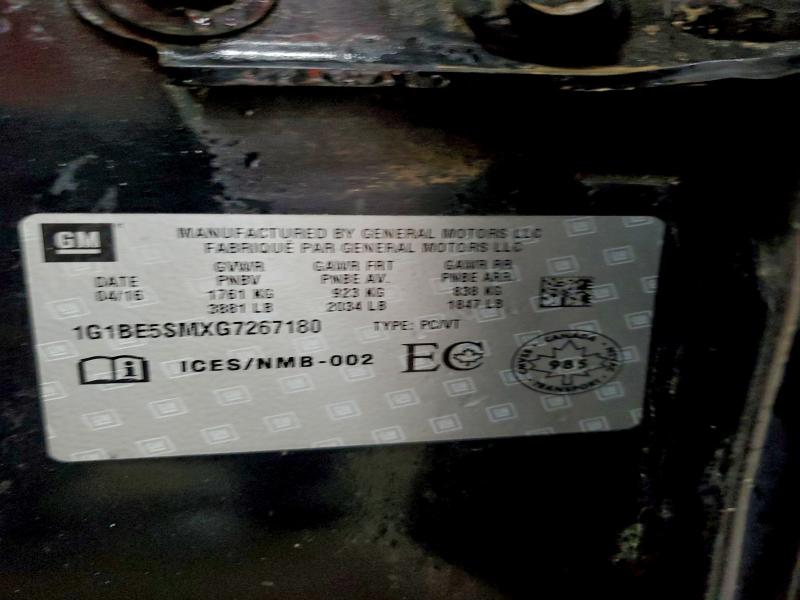 GM
MANUFACTURED BY GENERAL MOTORS LLC
FABRIQUÉ PAR GENERAL MOTORS LLC
DATE GVWR GAWR FRT GAWR RR
04/16 PNBV PNBE AV. PNBE ARR.
1761 KG 923 KG 838 KG
3881 LB 2034 LB 1847 LB
1G1BE5SMXG7267180 TYPE: PC/VT
ICES/NMB-002 EC
CANADA
985
TRANSPORT